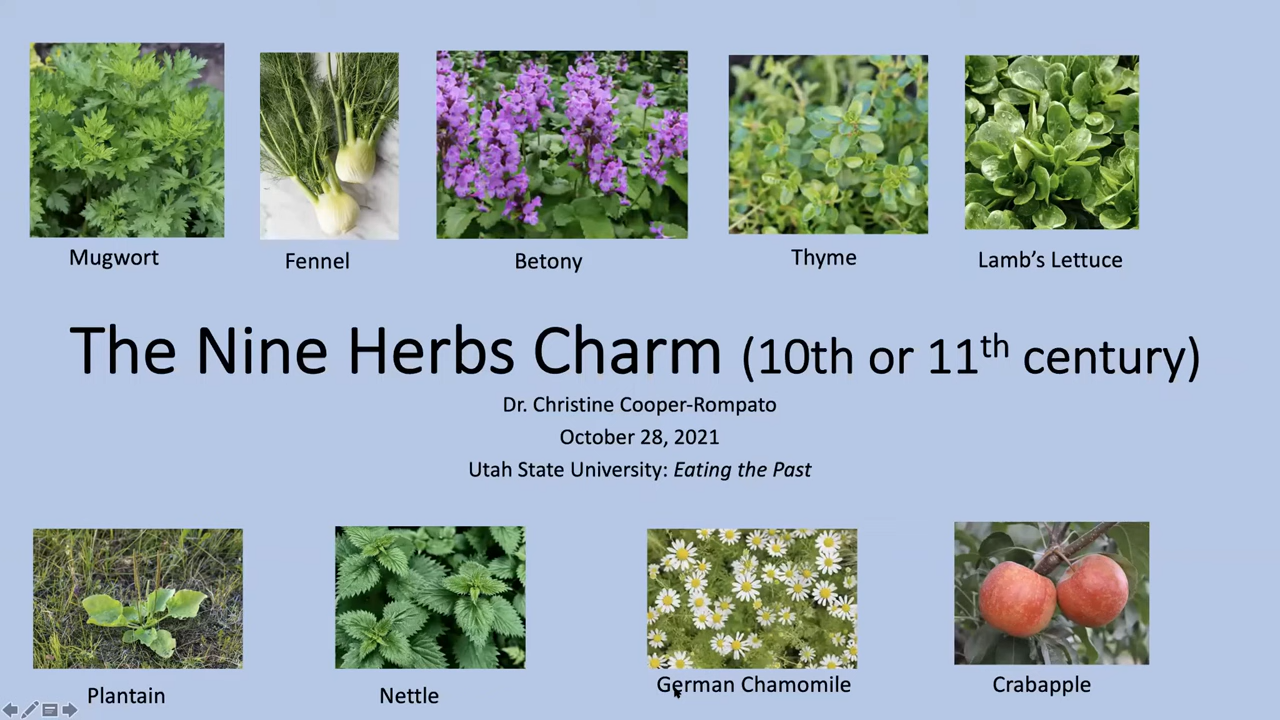 Mugwort
Fennel
Betony
Thyme
Lamb’s Lettuce
The Nine Herbs Charm (10th or 11th century)
Dr. Christine Cooper-Rompato
October 28, 2021
Utah State University: Eating the Past
Plantain
Nettle
German Chamomile
Crabapple